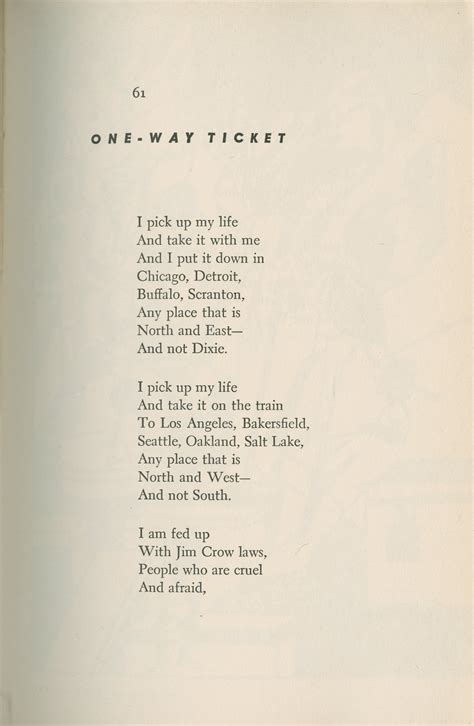 61
ONE-WAY TICKET
I pick up my life
And take it with me
And I put it down in
Chicago, Detroit,
Buffalo, Scranton,
Any place that is
North and East—
And not Dixie.
I pick up my life
And take it on the train
To Los Angeles, Bakersfield,
Seattle, Oakland, Salt Lake,
Any place that is
North and West—
And not South.
I am fed up
With Jim Crow laws,
People who are cruel
And afraid,